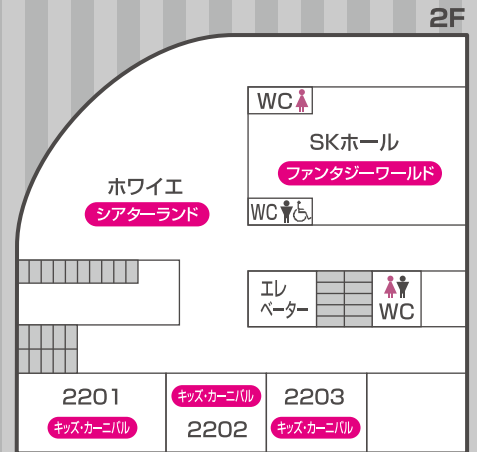 2F
WC
SKホール
ファンタジーワールド
ホワイエ
シアターランド
WC
エレ
ベーター
WC
2201
キッズ・カーニバル
キッズ・カーニバル
2202
2203
キッズ・カーニバル